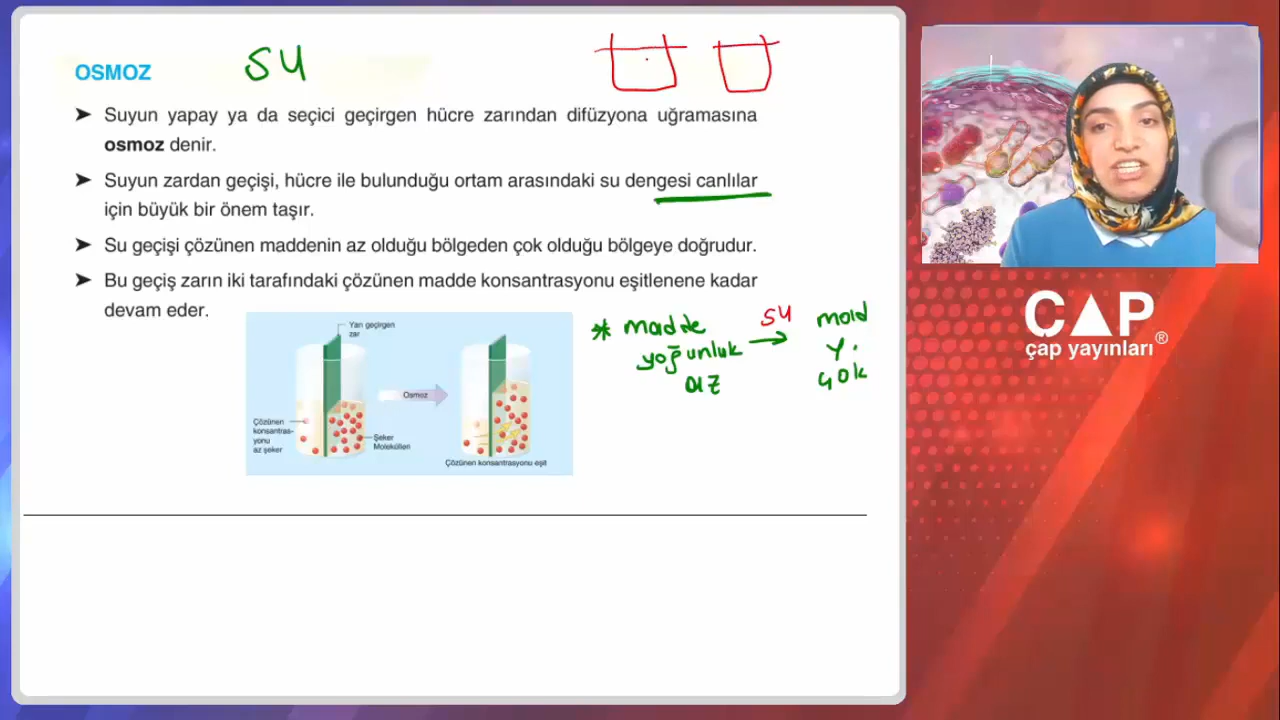 OSMOZ
SU
➤ Suyun yapay ya da seçici geçirgen hücre zarından difüzyona uğramasına
osmoz denir.
➤ Suyun zardan geçişi, hücre ile bulunduğu ortam arasındaki su dengesi canlılar
için büyük bir önem taşır.
➤ Su geçişi çözünen maddenin az olduğu bölgeden çok olduğu bölgeye doğrudur.
➤ Bu geçiş zarın iki tarafındaki çözünen madde konsantrasyonu eşitlenene kadar
devam eder.
Yarı geçirgen
zar
Osmoz
Çözünen
konsantras-
yonu
az şeker
Şeker
Molekülleri
Çözünen konsantrasyonu eşit
* madde
yoğunluk
az
SU
→
mad
y.
çok
ÇAP
çap yayınları®